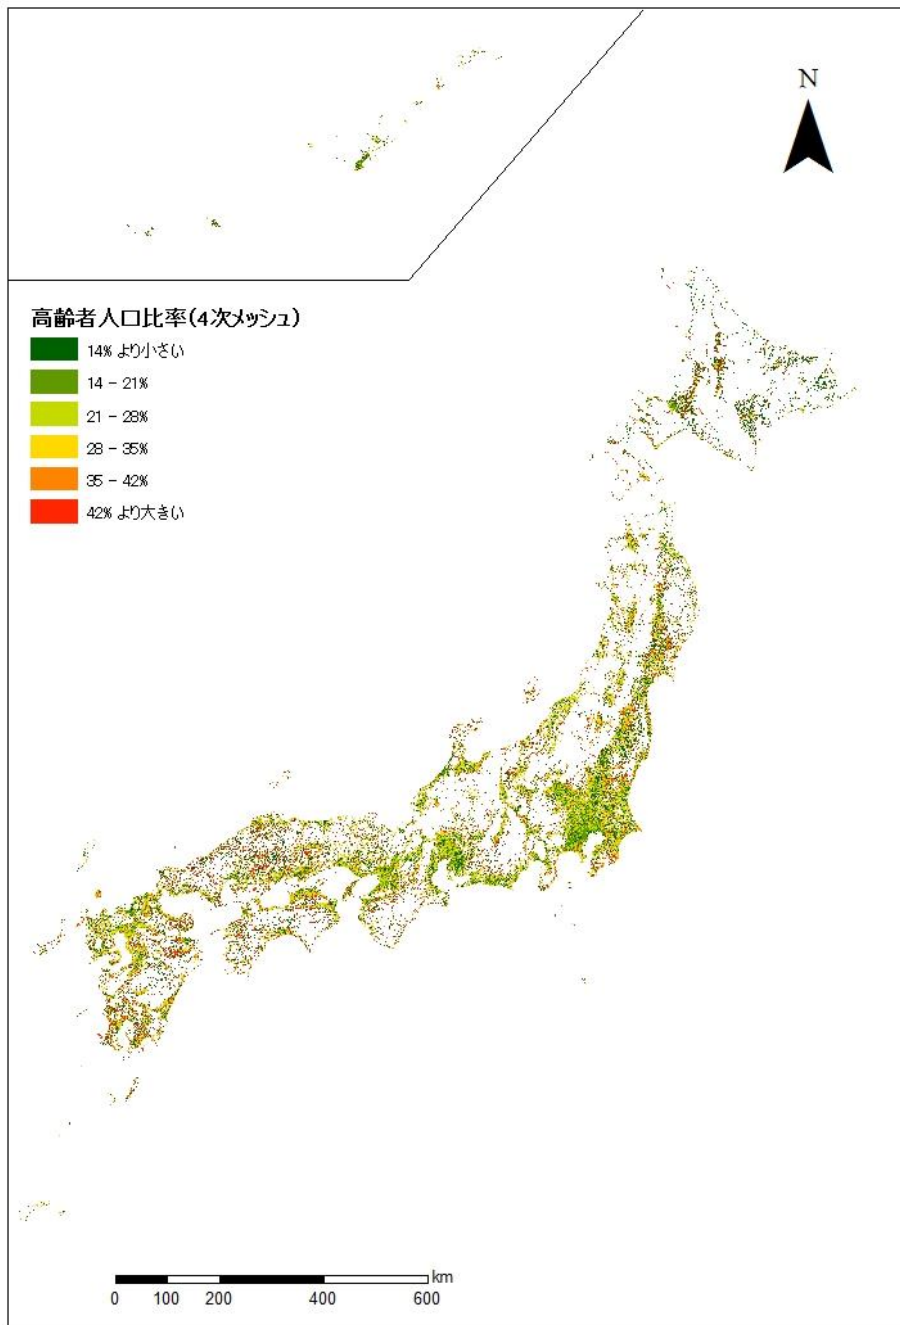 N
高齢者人口比率(4次メッシュ)
14% より小さい
14 - 21%
21 - 28%
28 - 35%
35 - 42%
42% より大きい
km
0 100 200 400 600